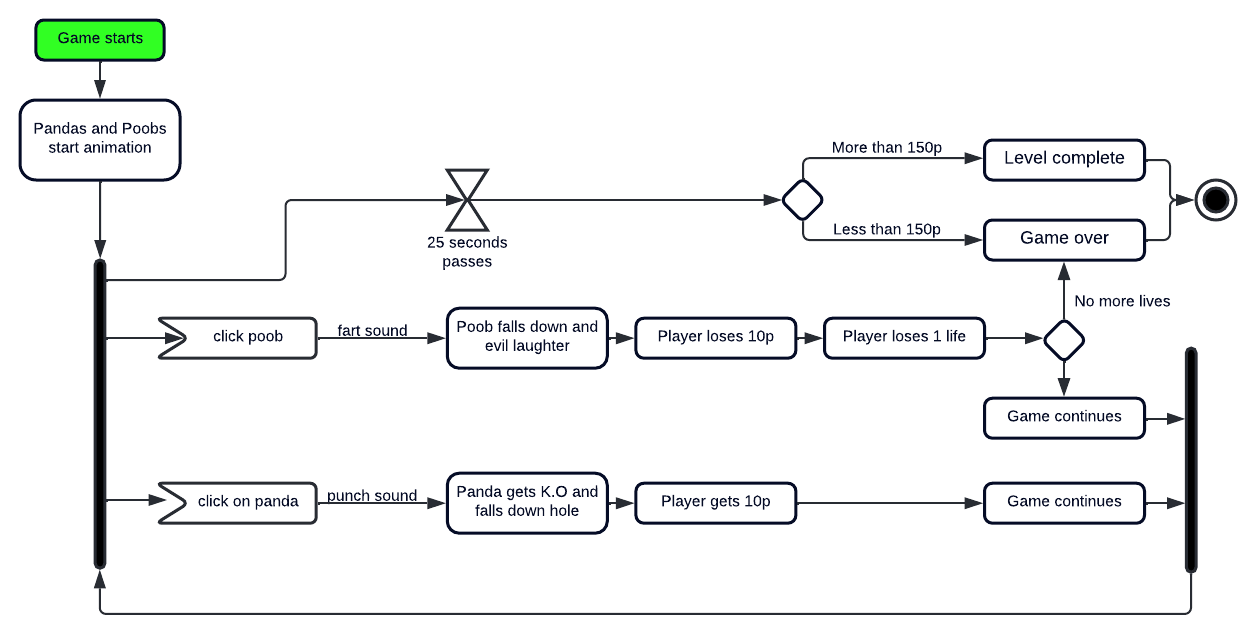 Game starts
Pandas and Poobs
start animation
25 seconds
passes
More than 150p
Level complete
Less than 150p
Game over
No more lives
click poob
fart sound
Poob falls down and
evil laughter
Player loses 10p
Player loses 1 life
Game continues
click on panda
punch sound
Panda gets K.O and
falls down hole
Player gets 10p
Game continues